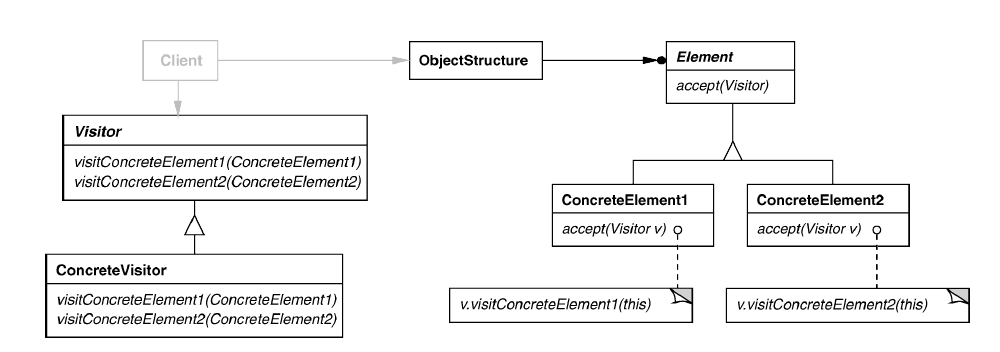 Client
ObjectStructure
Element
accept(Visitor)
Visitor
visitConcreteElement1(ConcreteElement1)
visitConcreteElement2(ConcreteElement2)
ConcreteElement1
accept(Visitor v)
ConcreteElement2
accept(Visitor v)
ConcreteVisitor
visitConcreteElement1(ConcreteElement1)
visitConcreteElement2(ConcreteElement2)
v.visitConcreteElement1(this)
v.visitConcreteElement2(this)